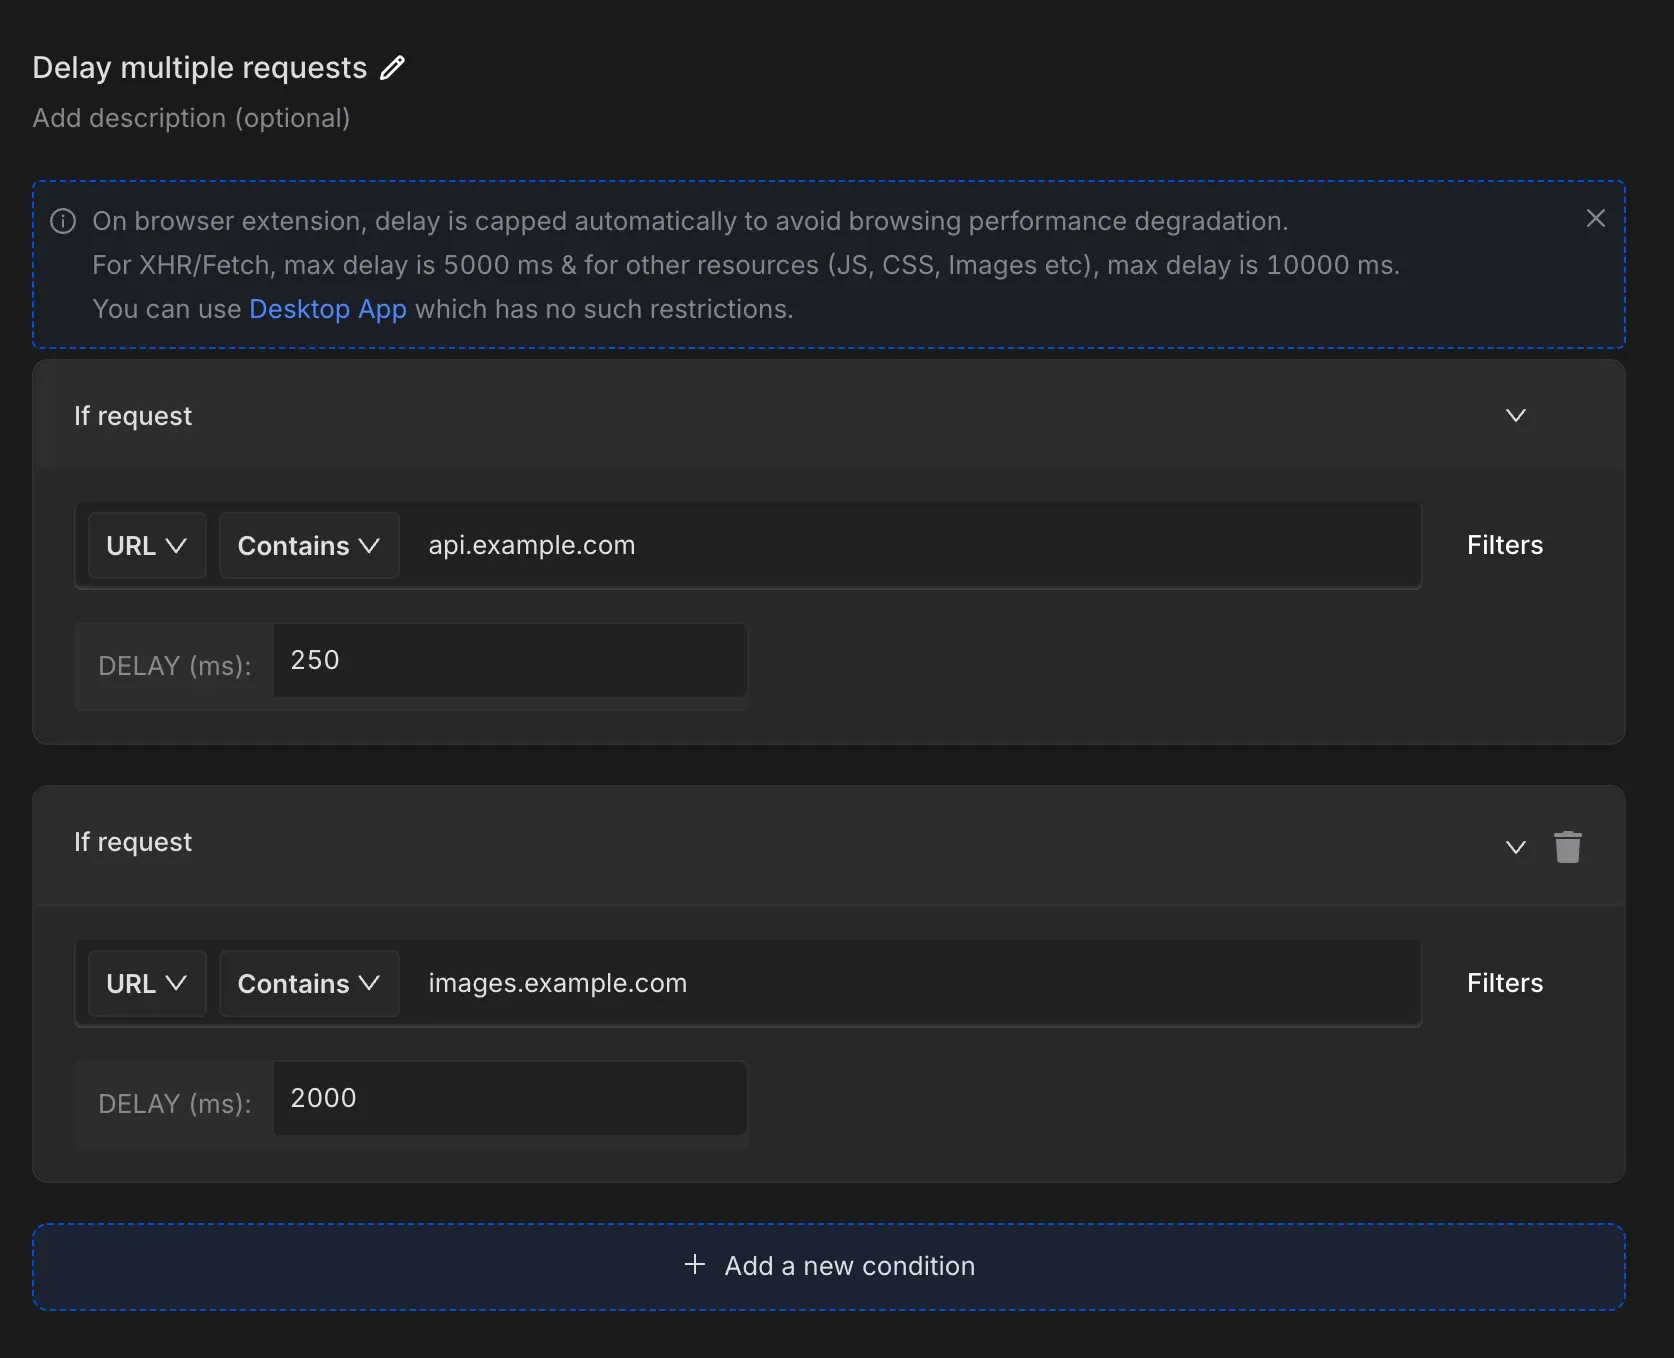 Delay multiple requests
Add description (optional)
On browser extension, delay is capped automatically to avoid browsing performance degradation.
For XHR/Fetch, max delay is 5000 ms & for other resources (JS, CSS, Images etc), max delay is 10000 ms.
You can use Desktop App which has no such restrictions.
If request
URL Contains api.example.com Filters
DELAY (ms): 250
If request
URL Contains images.example.com Filters
DELAY (ms): 2000
+ Add a new condition